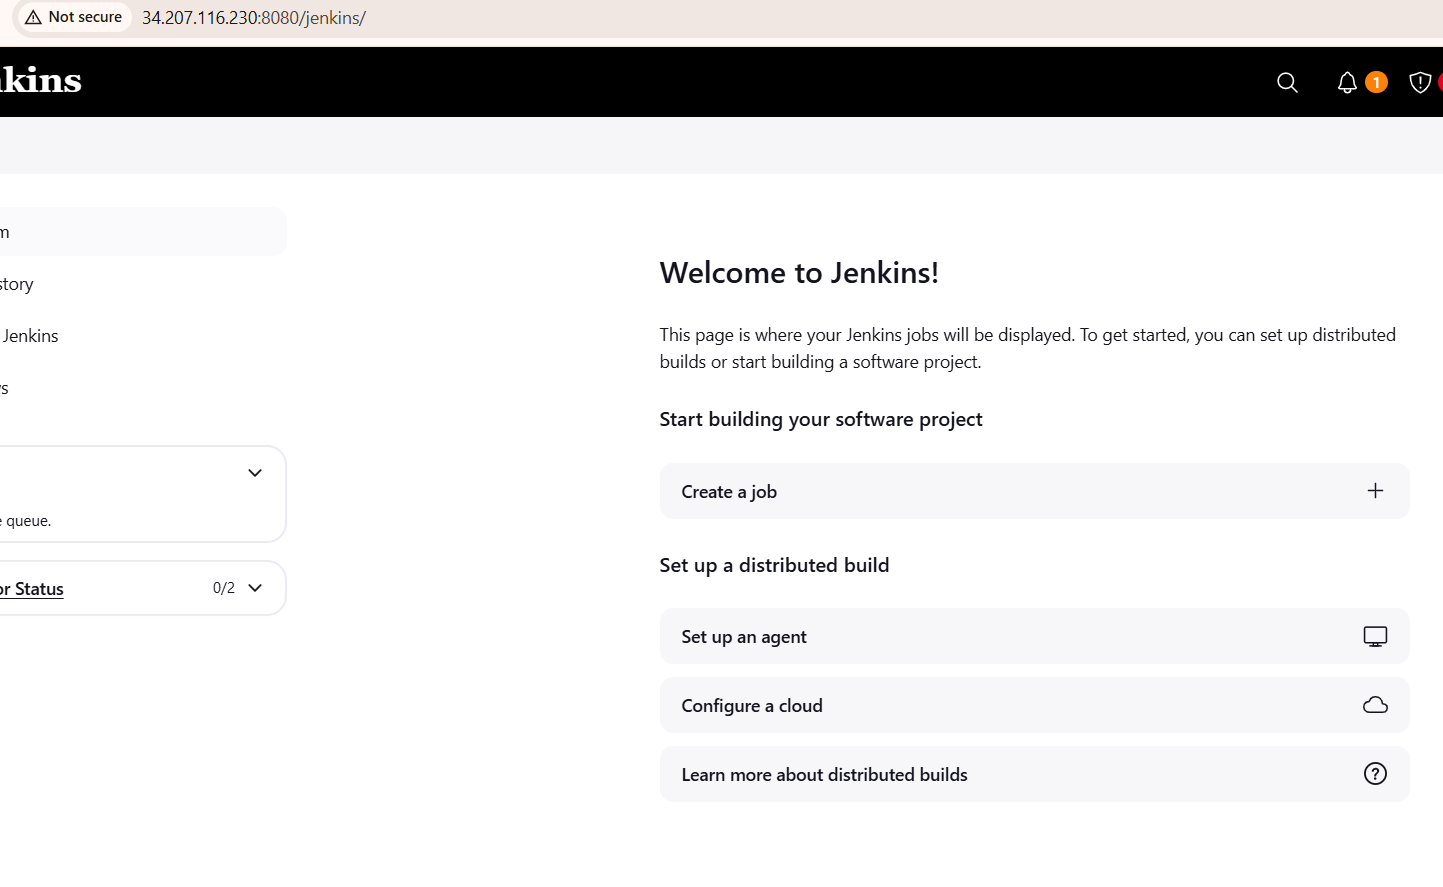 Not secure 34.207.116.230:8080/jenkins/
kins
1
Welcome to Jenkins!
m
story
This page is where your Jenkins jobs will be displayed. To get started, you can set up distributed
builds or start building a software project.
Jenkins
s
Start building your software project
Create a job
e queue.
Set up a distributed build
or Status 0/2
Set up an agent
Configure a cloud
Learn more about distributed builds